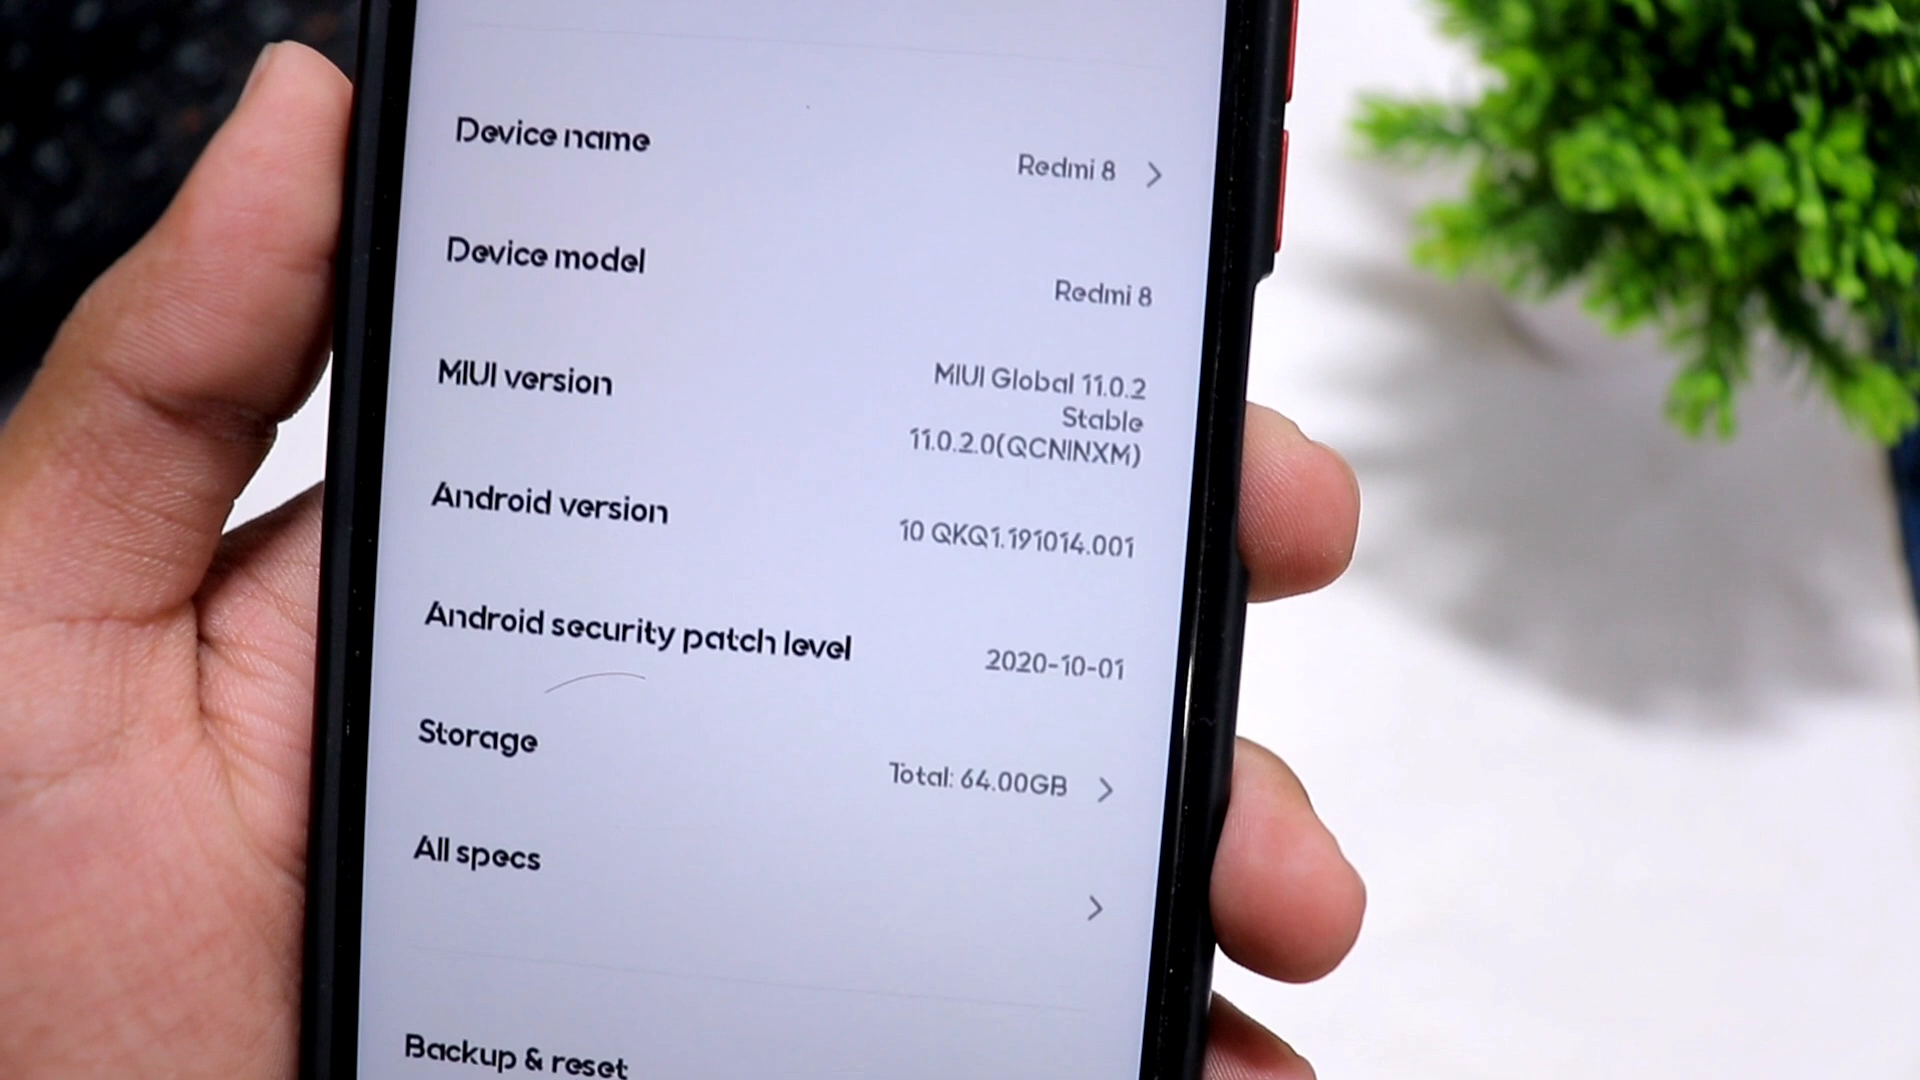 Device name
Redmi 8
Device model
Redmi 8
MIUI version
MIUI Global 11.0.2
Stable
11.0.2.0(QCNINXM)
Android version
10 QKQ1.191014.001
Android security patch level
2020-10-01
Storage
Total: 64.00GB
All specs
Backup & reset